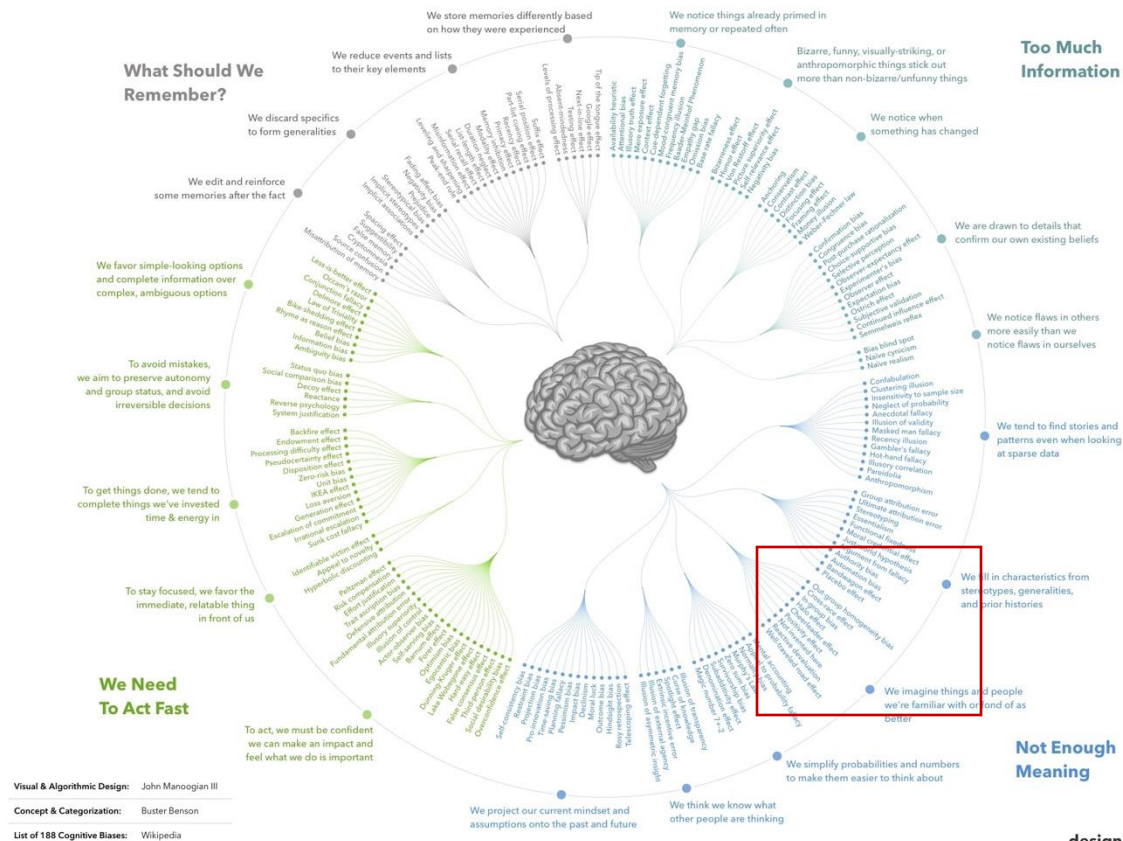 What Should We
Remember?
We store memories differently based
on how they were experienced
We reduce events and lists
to their key elements
We discard specifics
to form generalities
We edit and reinforce
some memories after the fact
Tip of the tongue effect
Google effect
Next-in-line effect
Testing effect
Absent-mindedness
Levels of processing effect
Suffix effect
Serial position effect
Part-list cueing effect
Recency effect
Primacy effect
Memory inhibition
Modality effect
Duration neglect
List-length effect
Serial recall effect
Misinformation effect
Leveling and sharpening
Peak-end rule
Fading affect bias
Negativity bias
Prejudice
Stereotypical bias
Implicit stereotypes
Implicit associations
Spacing effect
Suggestibility
False memory
Cryptomnesia
Source confusion
Misattribution of memory
Too Much
Information
We notice things already primed in
memory or repeated often
Bizarre, funny, visually-striking, or
anthropomorphic things stick out
more than non-bizarre/unfunny things
We notice when
something has changed
We are drawn to details that
confirm our own existing beliefs
We notice flaws in others
more easily than we
notice flaws in ourselves
Availability heuristic
Attentional bias
Illusory truth effect
Mere exposure effect
Context effect
Cue-dependent forgetting
Mood-congruent memory bias
Frequency illusion
Baader-Meinhof Phenomenon
Empathy gap
Omission bias
Base rate fallacy
Bizarreness effect
Humor effect
Von Restorff effect
Picture superiority effect
Self-relevance effect
Negativity bias
Anchoring
Conservatism
Contrast effect
Distinction bias
Focusing effect
Framing effect
Money illusion
Weber-Fechner law
Confirmation bias
Congruence bias
Post-purchase rationalization
Choice-supportive bias
Selective perception
Observer-expectancy effect
Experimenter's bias
Observer effect
Expectation bias
Ostrich effect
Subjective validation
Continued influence effect
Semmelweis reflex
Bias blind spot
Naïve cynicism
Naïve realism
We tend to find stories and
patterns even when looking
at sparse data
Confabulation
Clustering illusion
Insensitivity to sample size
Neglect of probability
Anecdotal fallacy
Illusion of validity
Masked man fallacy
Recency illusion
Gambler's fallacy
Hot-hand fallacy
Illusory correlation
Pareidolia
Anthropomorphism
Group attribution error
Ultimate attribution error
Stereotyping
Essentialism
Functional fixedness
Moral credential effect
Just-world hypothesis
Argument from fallacy
Authority bias
Automation bias
Bandwagon effect
Placebo effect
We fill in characteristics from
stereotypes, generalities,
and prior histories
Out-group homogeneity bias
Cross-race effect
In-group bias
Halo effect
Cheerleader effect
Positivity effect
Not invented here
Reactive devaluation
Well-traveled road effect
We imagine things and people
we're familiar with or fond of as
better
Mental accounting
Appeal to probability fallacy
Normalcy bias
Murphy's Law
Zero sum bias
Survivorship bias
Subadditivity effect
Denomination effect
Magic number 7+-2
We simplify probabilities and numbers
to make them easier to think about
Illusion of transparency
Curse of knowledge
Spotlight effect
Extrinsic incentive error
Illusion of external agency
Illusion of asymmetric insight
We think we know what
other people are thinking
Telescoping effect
Rosy retrospection
Hindsight bias
Outcome bias
Moral luck
Declinism
Impact bias
Pessimism bias
Planning fallacy
Time-saving bias
Pro-innovation bias
Projection bias
Restraint bias
Self-consistency bias
We project our current mindset and
assumptions onto the past and future
Not Enough
Meaning
We favor simple-looking options
and complete information over
complex, ambiguous options
Less-is-better effect
Occam's razor
Conjunction fallacy
Delmore effect
Law of Triviality
Bike-shedding effect
Rhyme as reason effect
Belief bias
Information bias
Ambiguity bias
To avoid mistakes,
we aim to preserve autonomy
and group status, and avoid
irreversible decisions
Status quo bias
Social comparison bias
Decoy effect
Reactance
Reverse psychology
System justification
To get things done, we tend to
complete things we've invested
time & energy in
Backfire effect
Endowment effect
Processing difficulty effect
Pseudocertainty effect
Disposition effect
Zero-risk bias
Unit bias
IKEA effect
Loss aversion
Generation effect
Escalation of commitment
Irrational escalation
Sunk cost fallacy
To stay focused, we favor the
immediate, relatable thing
in front of us
Identifiable victim effect
Appeal to novelty
Hyperbolic discounting
Peltzman effect
Risk compensation
Effort justification
Trait ascription bias
Defensive attribution
Fundamental attribution error
Illusory superiority
Illusion of control
Actor-observer bias
Self-serving bias
Barnum effect
Forer effect
Optimism bias
Egocentric bias
Dunning-Kruger effect
Lake Wobegone effect
Hard-easy effect
False consensus effect
Third-person effect
Social desirability bias
Overconfidence effect
To act, we must be confident
we can make an impact and
feel what we do is important
We Need
To Act Fast
Visual & Algorithmic Design: John Manoogian III
Concept & Categorization: Buster Benson
List of 188 Cognitive Biases: Wikipedia
design